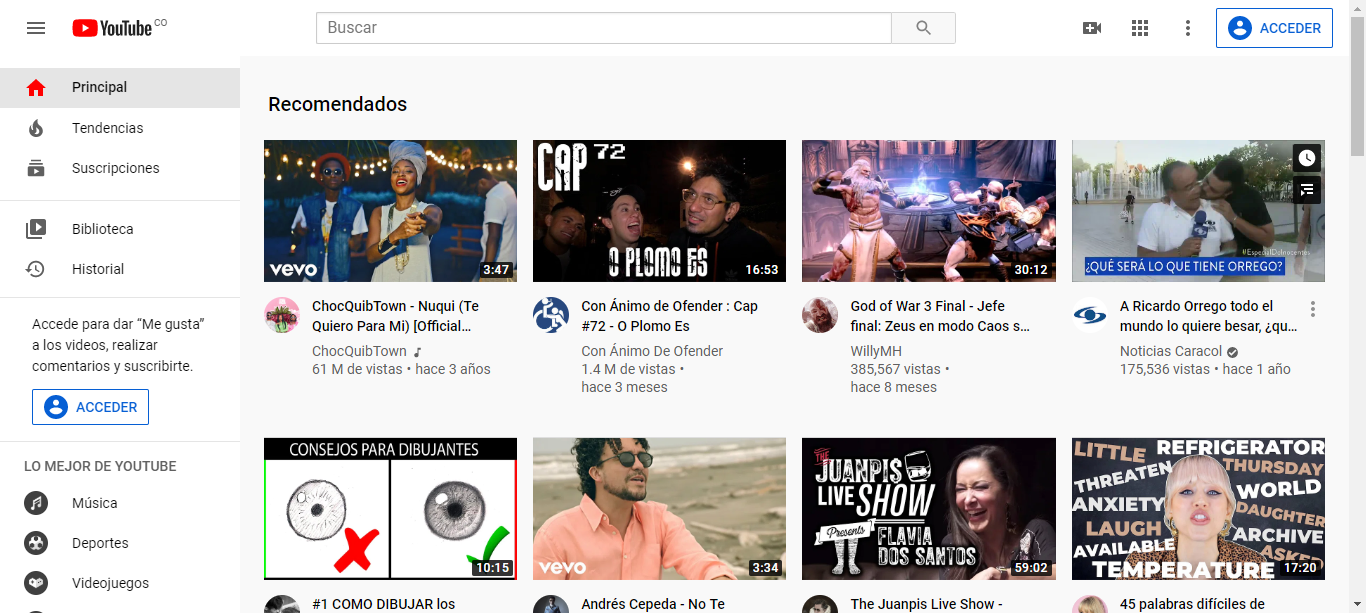 YouTube CO
Buscar
ACCEDER
Principal
Tendencias
Suscripciones
Biblioteca
Historial
Accede para dar “Me gusta”
a los videos, realizar
comentarios y suscribirte.
ACCEDER
LO MEJOR DE YOUTUBE
Música
Deportes
Videojuegos
Recomendados
vevo
3:47
ChocQuibTown - Nuqui (Te
Quiero Para Mi) [Official...
ChocQuibTown
61 M de vistas • hace 3 años
CAP 72
O PLOMO ES
16:53
Con Ánimo de Ofender : Cap
#72 - O Plomo Es
Con Ánimo De Ofender
1.4 M de vistas •
hace 3 meses
30:12
God of War 3 Final - Jefe
final: Zeus en modo Caos s...
WillyMH
385,567 vistas •
hace 8 meses
#EspecialDeInocentes
¿QUÉ SERÁ LO QUE TIENE ORREGO?
A Ricardo Orrego todo el
mundo lo quiere besar, ¿qu...
Noticias Caracol
175,536 vistas • hace 1 año
CONSEJOS PARA DIBUJANTES
10:15
#1 COMO DIBUJAR los
vevo
3:34
Andrés Cepeda - No Te
THE
JUANPIS
LIVE SHOW
Presents
FLAVIA
DOS SANTOS
59:02
The Juanpis Live Show -
LITTLE REFRIGERATOR
THREATEN THURSDAY
ANXIETY WORLD
LAUGH DAUGHTER
AVAILABLE ARCHIVE
TEMPERATURE
17:20
45 palabras difíciles de